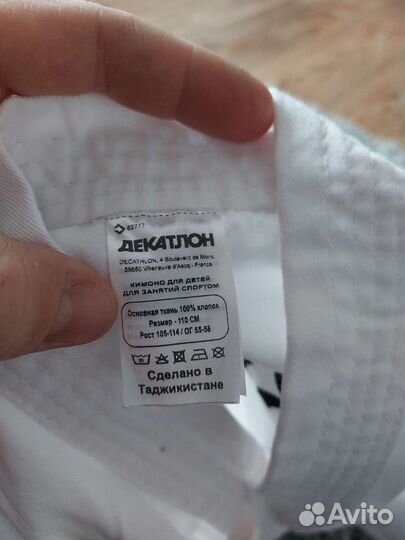 62777
ДЕКАТЛОН
DECATHLON, 4 Boulevard de Mons
59650 Villeneuve d'Ascq - France
КИМОНО ДЛЯ ДЕТЕЙ
ДЛЯ ЗАНЯТИЙ СПОРТОМ
Основная ткань 100% хлопок
Размер - 110 СМ
Рост 105-114 / ОГ 55-58
Сделано в
Таджикистане
Avito